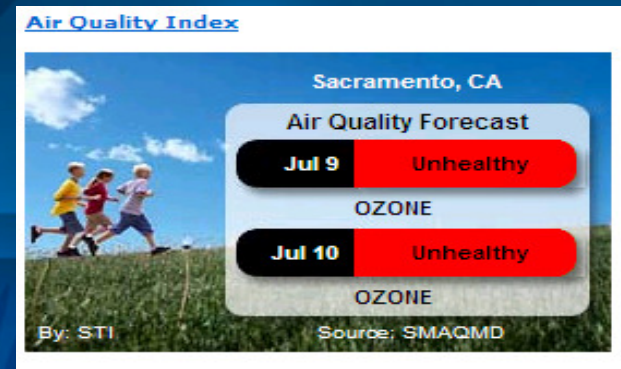 Air Quality Index
Sacramento, CA
Air Quality Forecast
Jul 9 Unhealthy
OZONE
Jul 10 Unhealthy
OZONE
By: STI Source: SMAQMD